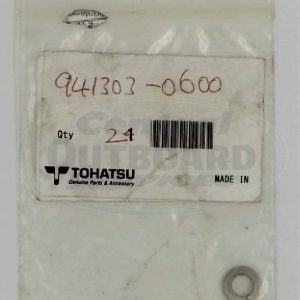 941303-0600
Qty 24
TOHATSU
Genuine Parts & Accessory
MADE IN